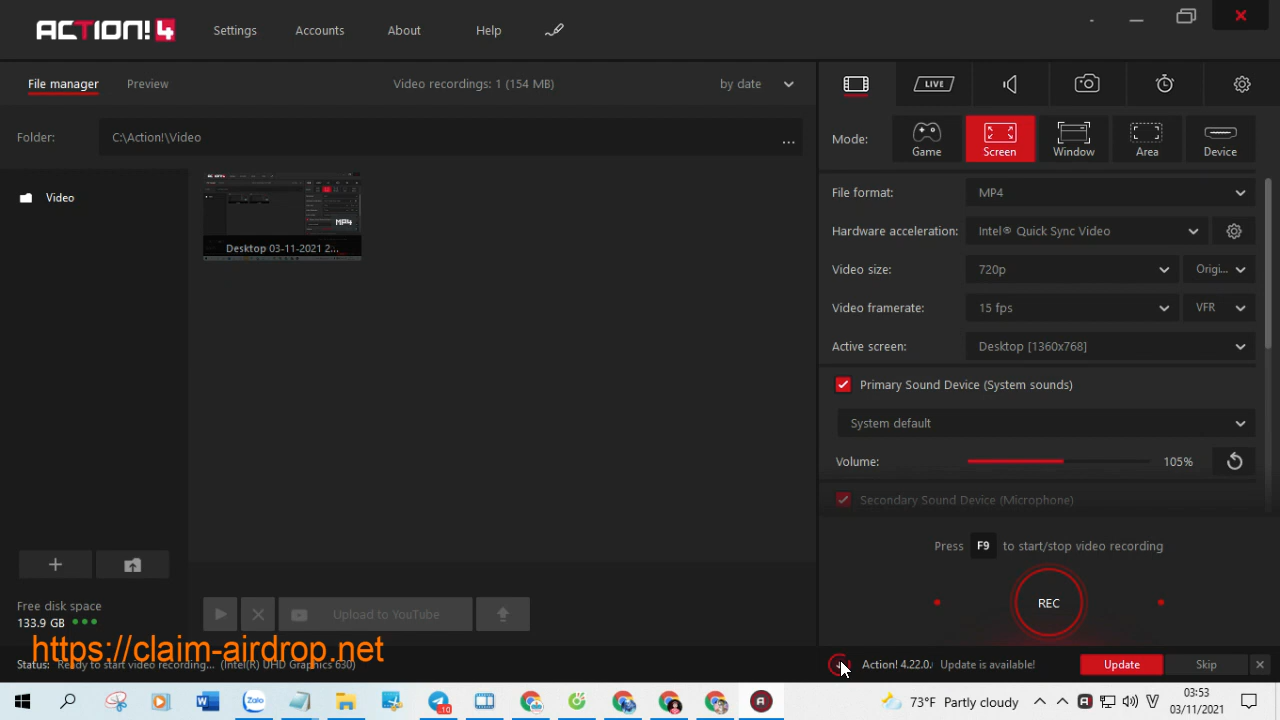 ACTION! 4
Settings
Accounts
About
Help
File manager
Preview
Video recordings: 1 (154 MB)
by date
LIVE
Folder:
C:\Action!\Video
...
Mode:
Game
Screen
Window
Area
Device
Video
MP4
Desktop 03-11-2021 2...
File format:
MP4
Hardware acceleration:
Intel® Quick Sync Video
Video size:
720p
Origi...
Video framerate:
15 fps
VFR
Active screen:
Desktop [1360x768]
Primary Sound Device (System sounds)
System default
Volume:
105%
Secondary Sound Device (Microphone)
Press F9 to start/stop video recording
REC
Free disk space
133.9 GB
Upload to YouTube
https://claim-airdrop.net
Status: Ready to start video recording... (Intel(R) UHD Graphics 630)
Action! 4.22.0. Update is available!
Update
Skip
Zalo
10
73°F Partly cloudy
03:53
03/11/2021